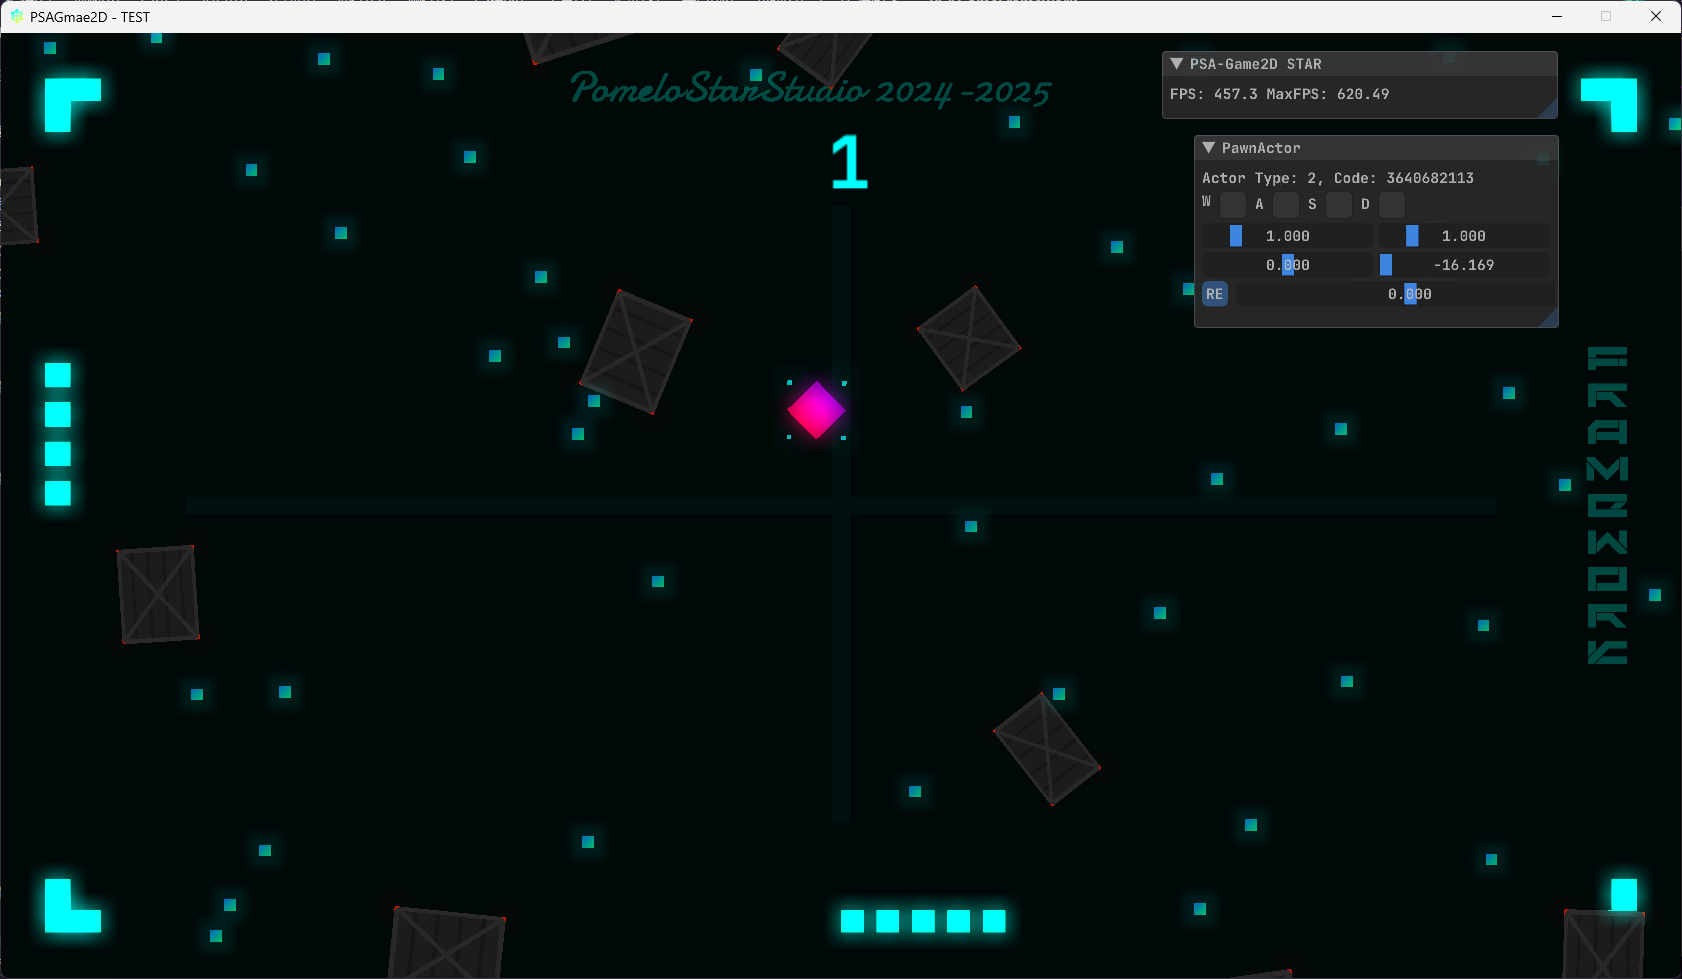 PSAGmae2D - TEST
PomeloStarStudio 2024 -2025
1
PSA-Game2D STAR
FPS: 457.3 MaxFPS: 620.49
PawnActor
Actor Type: 2, Code: 3640682113
W A S D
1.000 1.000
0.000 -16.169
RE 0.000
FRAMEWORK